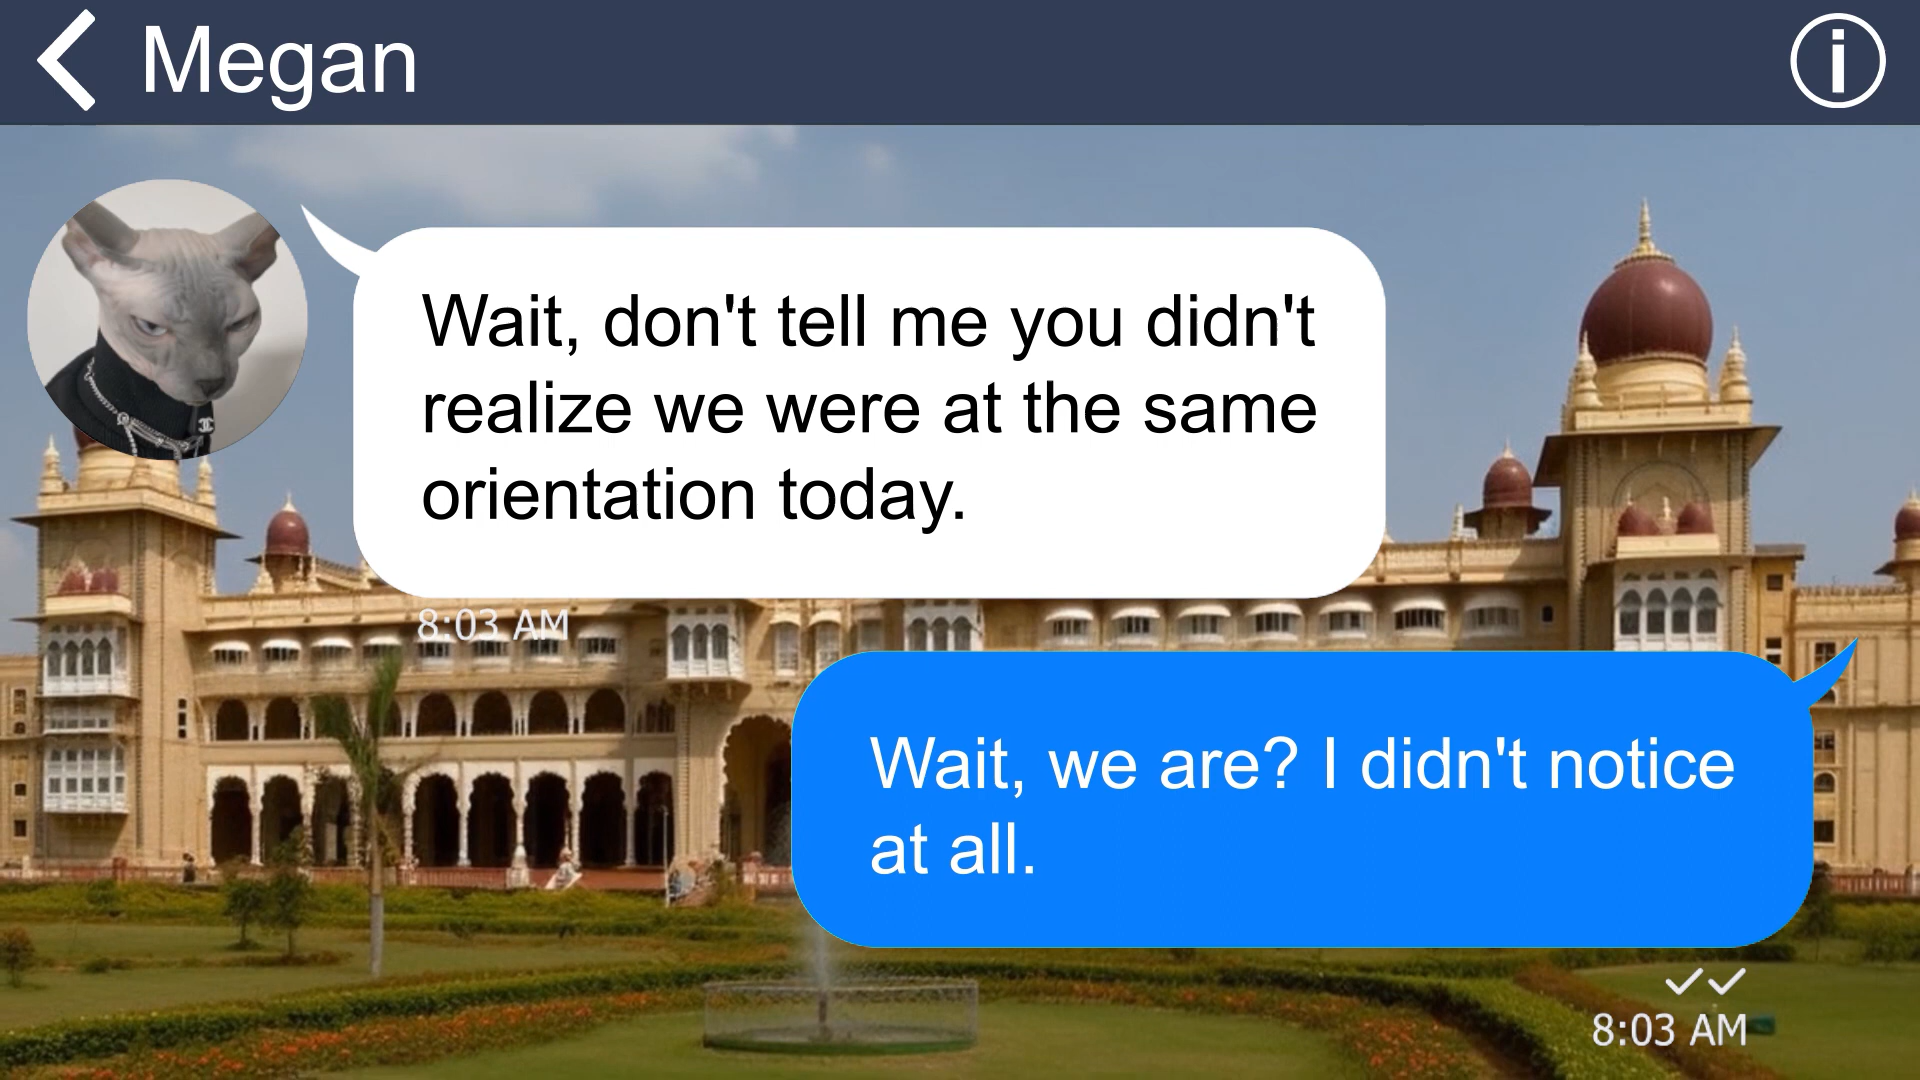 Megan
Wait, don't tell me you didn't
realize we were at the same
orientation today.
8:03 AM
Wait, we are? I didn't notice
at all.
8:03 AM